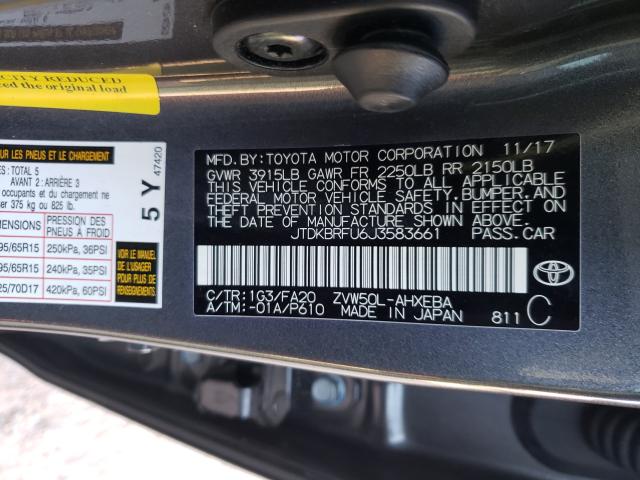 CITY REDUCED
ced the original load
LES PNEUS ET LE CHARGEMENT
ES: TOTAL 5
AVANT 2 : ARRIÈRE 3
occupants et du chargement ne
ser 375 kg ou 825 lb.
PRESSION DES
PNEUS À FROID
95/65R15 250kPa, 36PSI
95/65R15 240kPa, 35PSI
25/70D17 420kPa, 60PSI
VOIR LE MANUEL
DE L'USAGER
POUR PLUS DE
RENSEIGNEMENTS
5 Y
47420
MFD. BY: TOYOTA MOTOR CORPORATION 11/17
GVWR 3915LB GAWR FR 2250LB RR 2150LB
THIS VEHICLE CONFORMS TO ALL APPLICABLE
FEDERAL MOTOR VEHICLE SAFETY, BUMPER, AND
THEFT PREVENTION STANDARDS IN EFFECT ON
THE DATE OF MANUFACTURE SHOWN ABOVE.
JTDKBRFU6J3583661 PASS. CAR
C/TR: 1G3/FA20 ZVW50L-AHXEBA
A/TM: -01A/P610 MADE IN JAPAN 811 C
TOYOTA